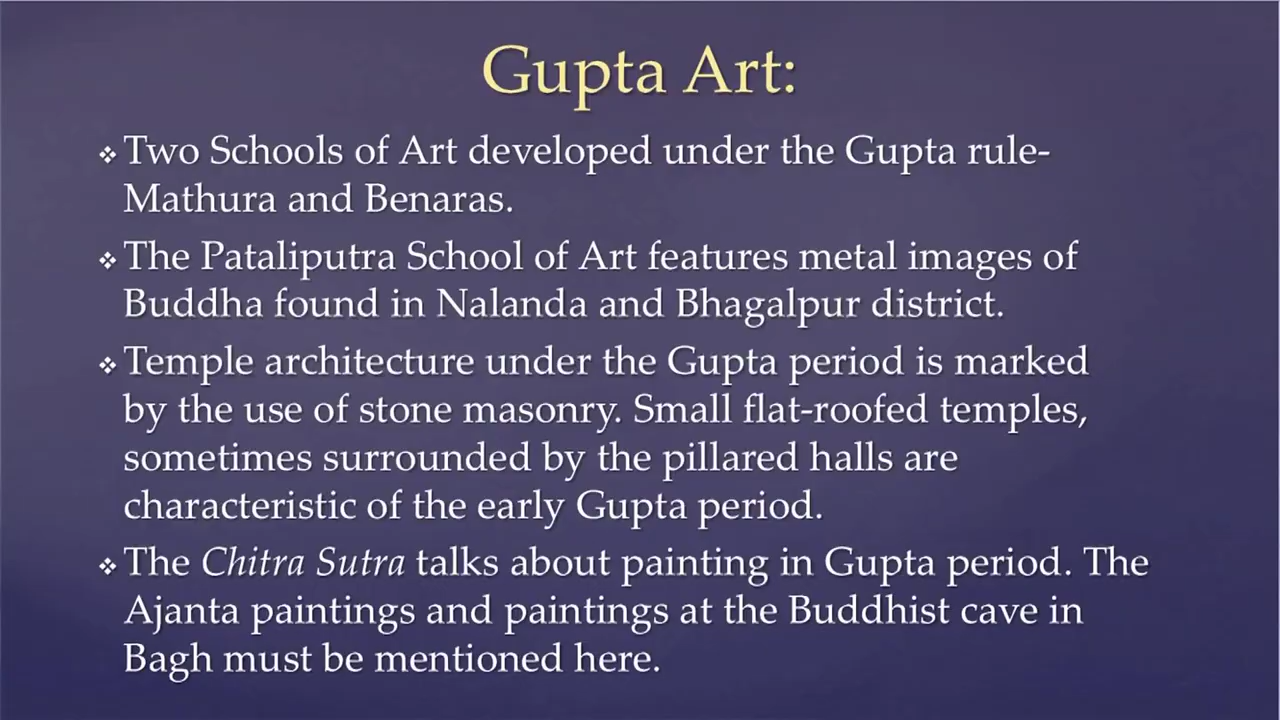 Gupta Art:
❖ Two Schools of Art developed under the Gupta rule-
Mathura and Benaras.
❖ The Pataliputra School of Art features metal images of
Buddha found in Nalanda and Bhagalpur district.
❖ Temple architecture under the Gupta period is marked
by the use of stone masonry. Small flat-roofed temples,
sometimes surrounded by the pillared halls are
characteristic of the early Gupta period.
❖ The Chitra Sutra talks about painting in Gupta period. The
Ajanta paintings and paintings at the Buddhist cave in
Bagh must be mentioned here.